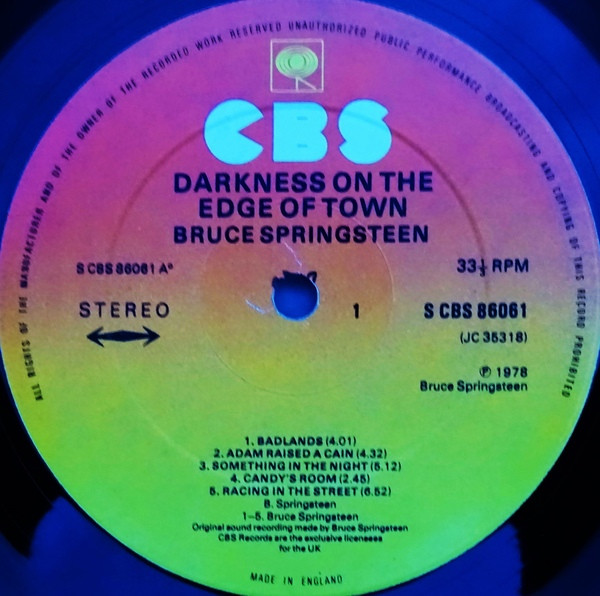 ALL RIGHTS OF THE MANUFACTURER AND OF THE OWNER OF THE RECORDED WORK RESERVED UNAUTHORIZED PUBLIC PERFORMANCE BROADCASTING AND COPYING OF THIS RECORD PROHIBITED
CBS
DARKNESS ON THE
EDGE OF TOWN
BRUCE SPRINGSTEEN
S CBS 86061 Aº
33⅓ RPM
STEREO
1
S CBS 86061
(JC 35318)
℗ 1978
Bruce Springsteen
1. BADLANDS (4.01)
2. ADAM RAISED A CAIN (4.32)
3. SOMETHING IN THE NIGHT (5.12)
4. CANDY'S ROOM (2.45)
5. RACING IN THE STREET (6.52)
B. Springsteen
1–5. Bruce Springsteen
Original sound recording made by Bruce Springsteen
CBS Records are the exclusive licensees
for the UK
MADE IN ENGLAND